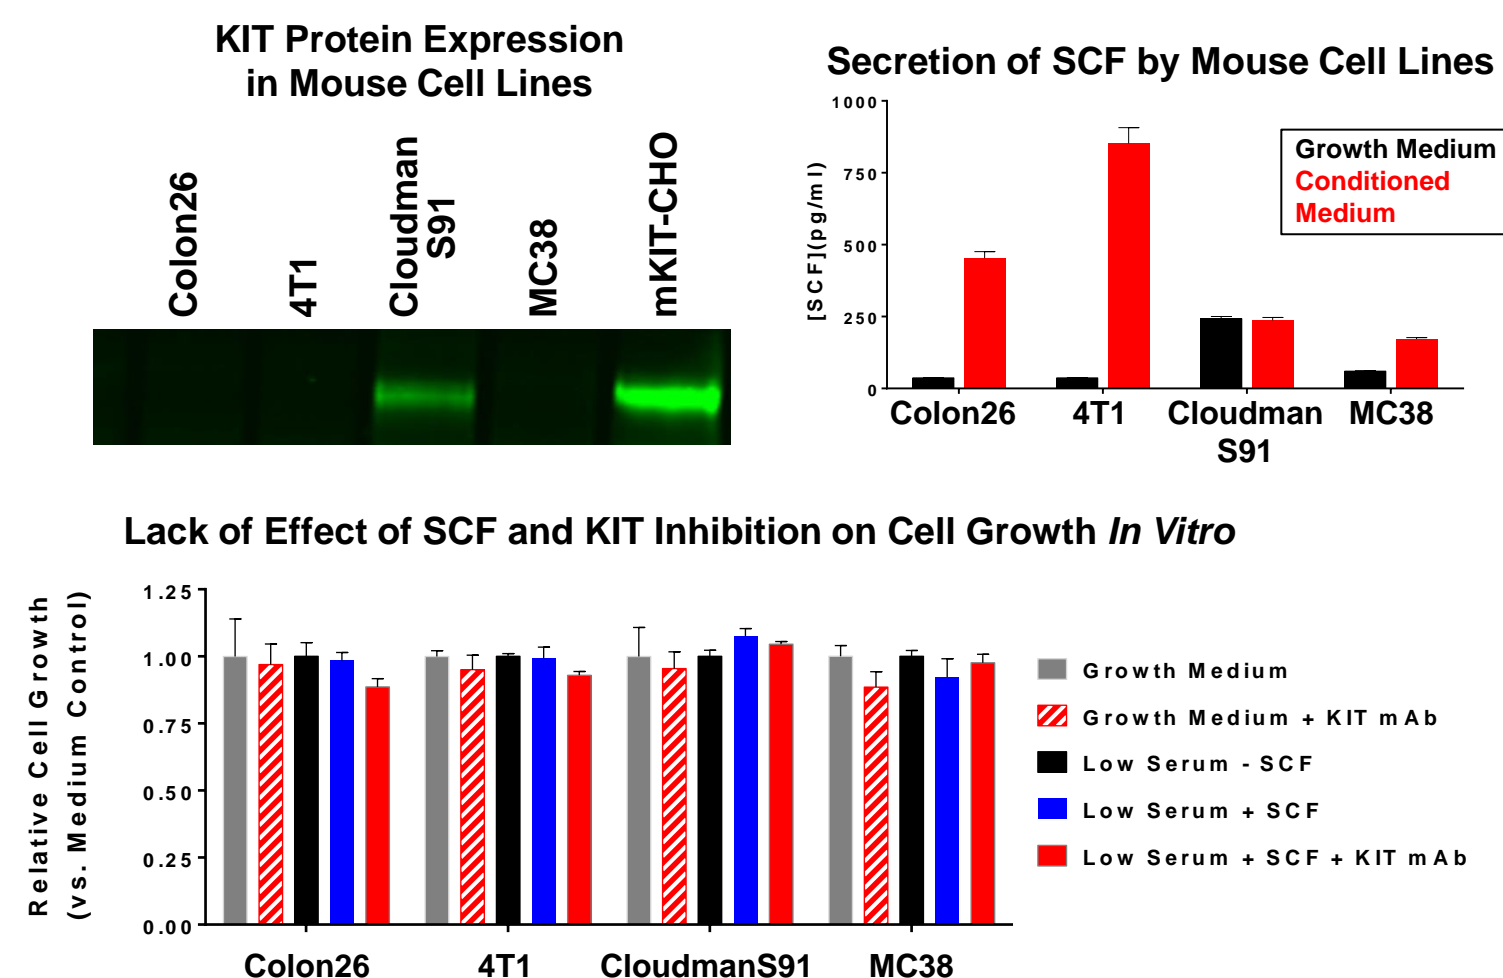 KIT Protein Expression
in Mouse Cell Lines
Colon26
4T1
Cloudman
S91
MC38
mKIT-CHO
Secretion of SCF by Mouse Cell Lines
[SCF](pg/ml)
1000
750
500
250
0
Growth Medium
Conditioned
Medium
Colon26
4T1
Cloudman
S91
MC38
Lack of Effect of SCF and KIT Inhibition on Cell Growth In Vitro
Relative Cell Growth
(vs. Medium Control)
1.25
1.00
0.75
0.50
0.25
0.00
Colon26
4T1
CloudmanS91
MC38
Growth Medium
Growth Medium + KIT mAb
Low Serum - SCF
Low Serum + SCF
Low Serum + SCF + KIT mAb